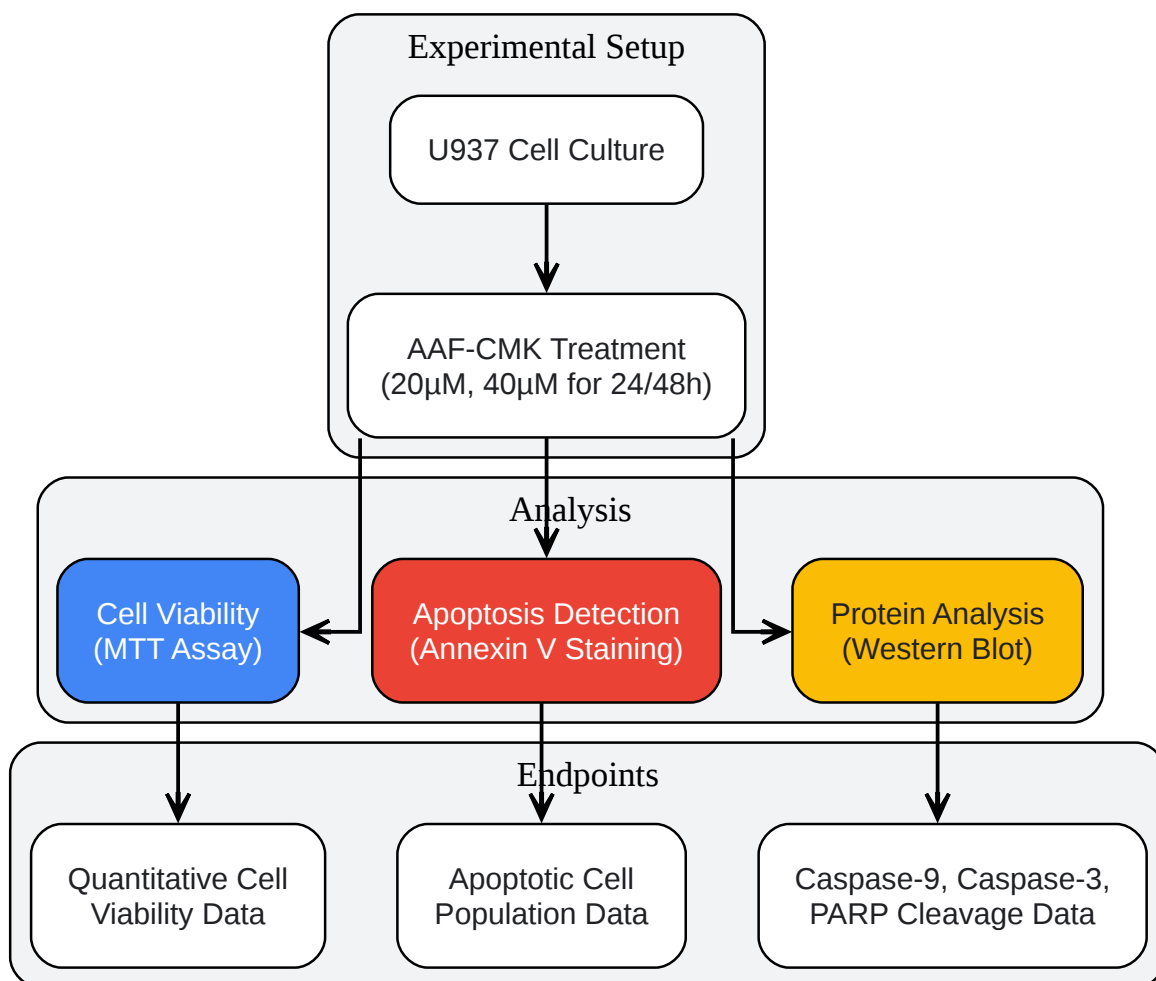 Experimental Setup
U937 Cell Culture
AAF-CMK Treatment
(20µM, 40µM for 24/48h)
Analysis
Cell Viability
(MTT Assay)
Apoptosis Detection
(Annexin V Staining)
Protein Analysis
(Western Blot)
Endpoints
Quantitative Cell
Viability Data
Apoptotic Cell
Population Data
Caspase-9, Caspase-3,
PARP Cleavage Data